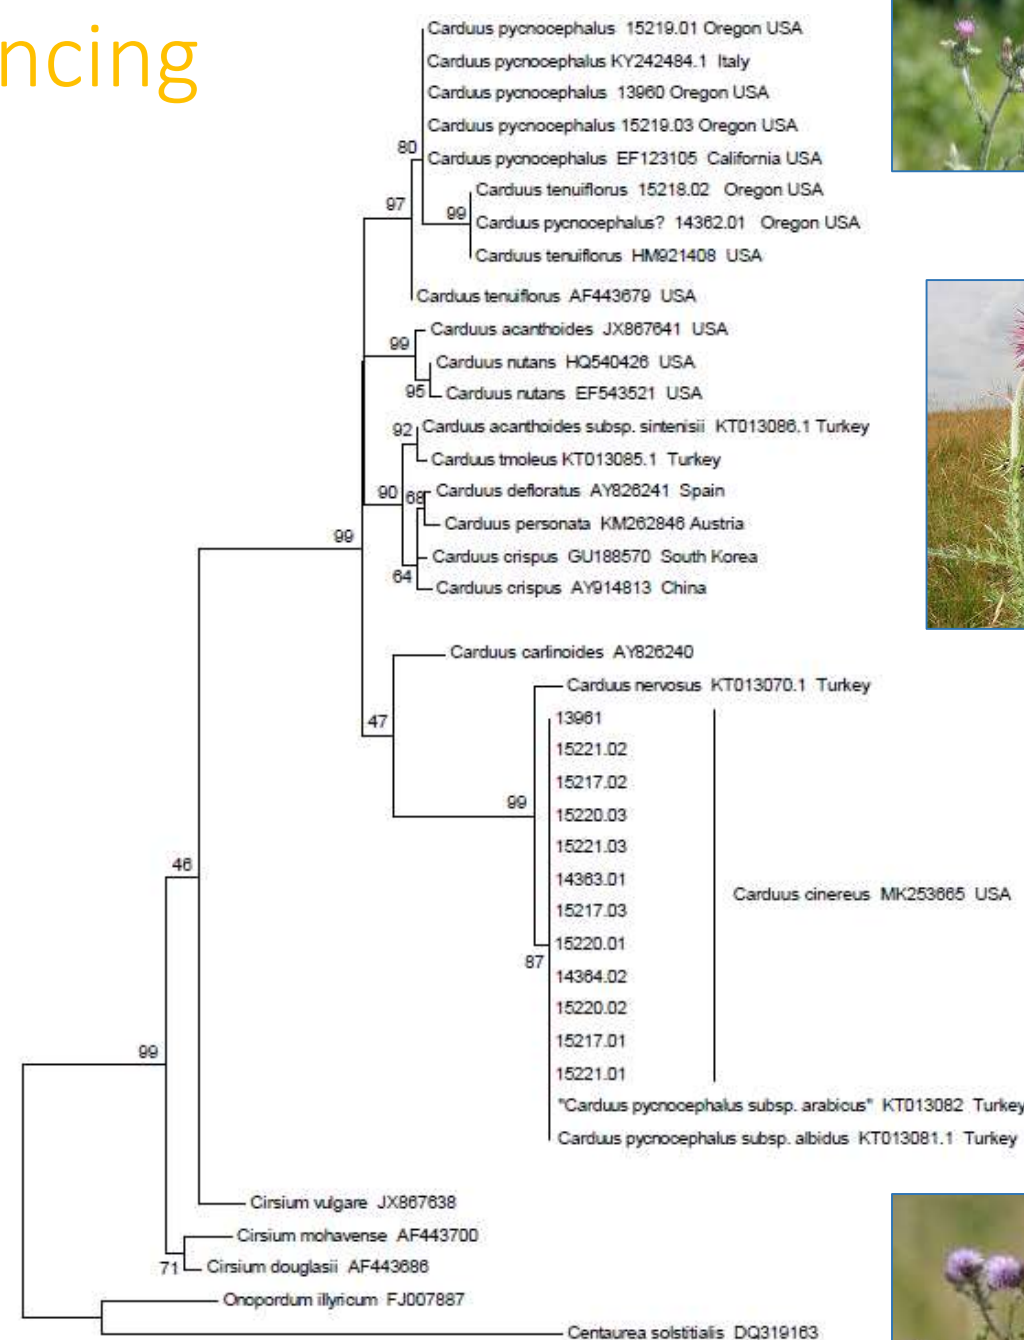 ncing
Carduus pycnocephalus 15219.01 Oregon USA
Carduus pycnocephalus KY242484.1 Italy
Carduus pycnocephalus 13960 Oregon USA
Carduus pycnocephalus 15219.03 Oregon USA
80
Carduus pycnocephalus EF123105 California USA
Carduus tenuiflorus 15218.02 Oregon USA
97
99
Carduus pycnocephalus? 14362.01 Oregon USA
Carduus tenuiflorus HM921408 USA
Carduus tenuiflorus AF443679 USA
Carduus acanthoides JX867641 USA
99
Carduus nutans HQ540426 USA
95
Carduus nutans EF543521 USA
92
Carduus acanthoides subsp. sintenisii KT013086.1 Turkey
Carduus tmoleus KT013085.1 Turkey
90
68
Carduus defloratus AY826241 Spain
Carduus personata KM262846 Austria
99
Carduus crispus GU188570 South Korea
64
Carduus crispus AY914813 China
Carduus carlinoides AY826240
Carduus nervosus KT013070.1 Turkey
47
13961
15221.02
15217.02
99
15220.03
15221.03
46
14363.01
Carduus cinereus MK253665 USA
15217.03
15220.01
87
14364.02
15220.02
15217.01
99
15221.01
"Carduus pycnocephalus subsp. arabicus" KT013082 Turkey
Carduus pycnocephalus subsp. albidus KT013081.1 Turkey
Cirsium vulgare JX867638
Cirsium mohavense AF443700
71
Cirsium douglasii AF443686
Onopordum illyricum FJ007887
Centaurea solstitialis DQ319163